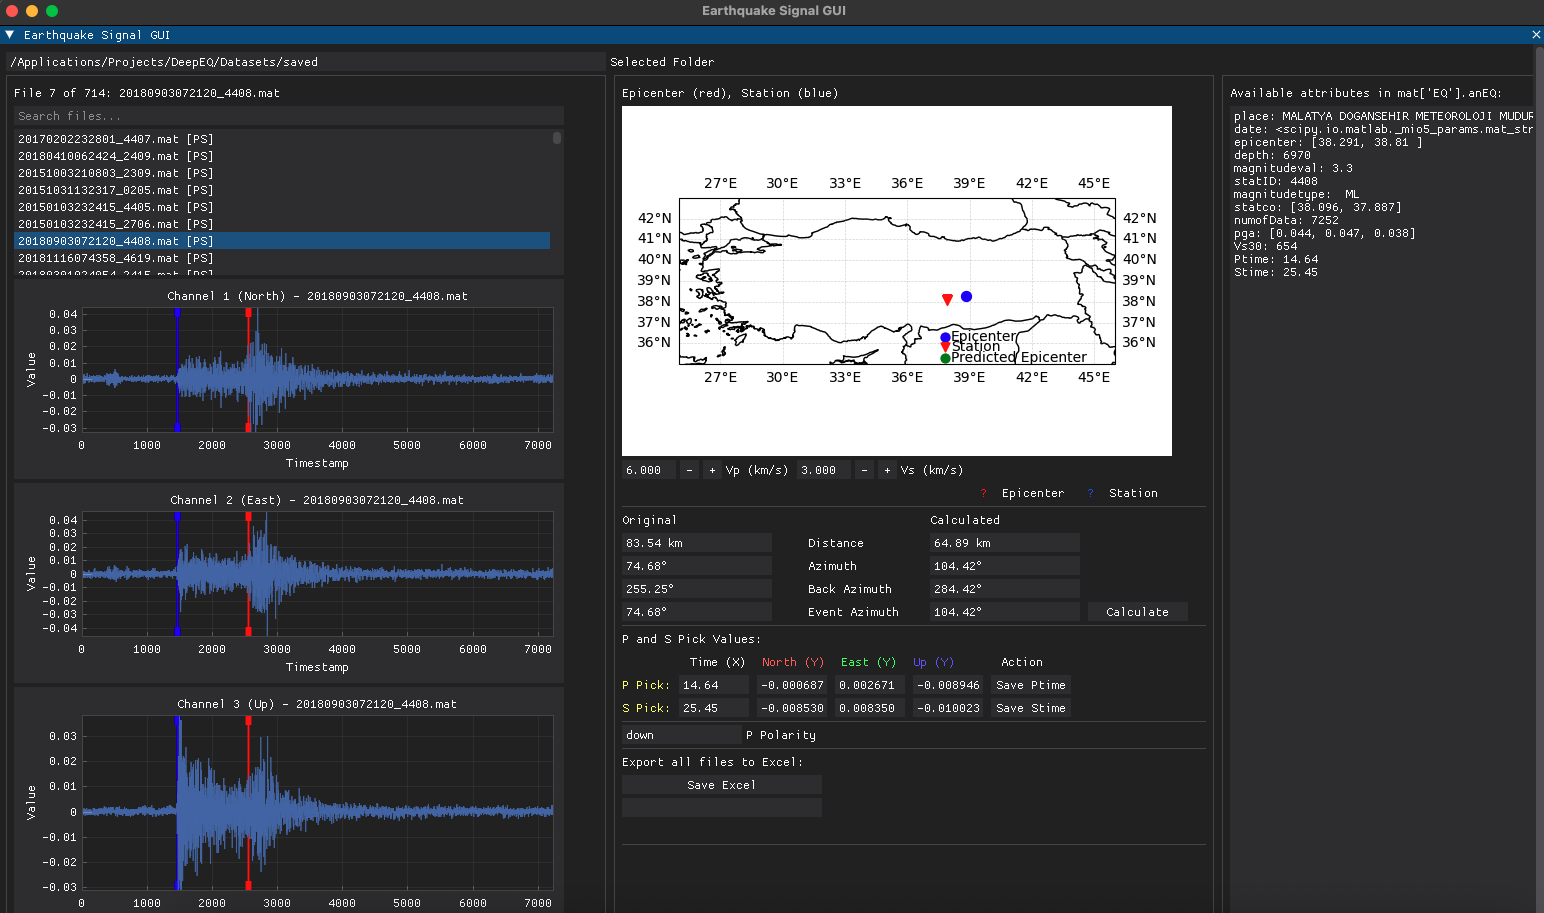 Earthquake Signal GUI
Earthquake Signal GUI
/Applications/Projects/DeepEQ/Datasets/saved
Selected Folder
File 7 of 714: 20180903072120_4408.mat
Search files...
20170202232801_4407.mat [PS]
20180410062424_2409.mat [PS]
20151003210803_2309.mat [PS]
20151031132317_0205.mat [PS]
20150103232415_4405.mat [PS]
20150103232415_2706.mat [PS]
20180903072120_4408.mat [PS]
20181116074358_4619.mat [PS]
20180301024054_2415.mat [PS]
Channel 1 (North) - 20180903072120_4408.mat
Value
0.04
0.03
0.02
0.01
0
-0.01
-0.02
-0.03
0 1000 2000 3000 4000 5000 6000 7000
Timestamp
Channel 2 (East) - 20180903072120_4408.mat
Value
0.04
0.03
0.02
0.01
0
-0.01
-0.02
-0.03
-0.04
0 1000 2000 3000 4000 5000 6000 7000
Timestamp
Channel 3 (Up) - 20180903072120_4408.mat
Value
0.03
0.02
0.01
0
-0.01
-0.02
-0.03
0 1000 2000 3000 4000 5000 6000 7000
Epicenter (red), Station (blue)
27°E 30°E 33°E 36°E 39°E 42°E 45°E
42°N 42°N
41°N 41°N
40°N 40°N
39°N 39°N
38°N 38°N
37°N 37°N
36°N 36°N
Epicenter
Station
Predicted Epicenter
27°E 30°E 33°E 36°E 39°E 42°E 45°E
6.000 - + Vp (km/s) 3.000 - + Vs (km/s)
? Epicenter ? Station
Original Calculated
83.54 km Distance 64.89 km
74.68° Azimuth 104.42°
255.25° Back Azimuth 284.42°
74.68° Event Azimuth 104.42° Calculate
P and S Pick Values:
Time (X) North (Y) East (Y) Up (Y) Action
P Pick: 14.64 -0.000687 0.002671 -0.008946 Save Ptime
S Pick: 25.45 -0.008530 0.008350 -0.010023 Save Stime
down P Polarity
Export all files to Excel:
Save Excel
Available attributes in mat['EQ'].anEQ:
place: MALATYA DOGANSEHIR METEOROLOJI MUDUR
date: <scipy.io.matlab._mio5_params.mat_str
epicenter: [38.291, 38.81 ]
depth: 6970
magnitudeval: 3.3
statID: 4408
magnitudetype:  ML
statco: [38.096, 37.887]
numofData: 7252
pga: [0.044, 0.047, 0.038]
Vs30: 654
Ptime: 14.64
Stime: 25.45